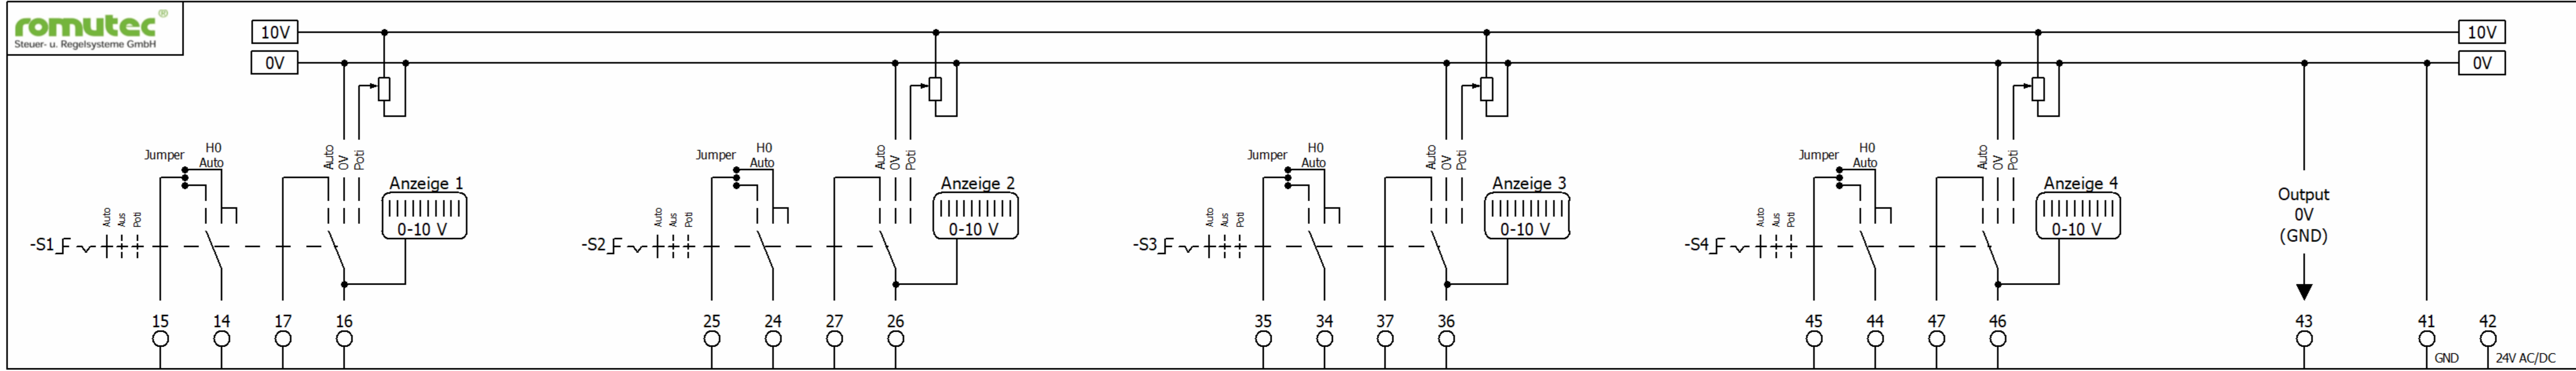 romutec®
Steuer- u. Regelsysteme GmbH
10V
10V
0V
0V
Auto
0V
Poti
Auto
0V
Poti
Auto
0V
Poti
Auto
0V
Poti
Jumper
H0
Auto
Jumper
H0
Auto
Jumper
H0
Auto
Jumper
H0
Auto
Anzeige 1
0-10 V
Anzeige 2
0-10 V
Anzeige 3
0-10 V
Anzeige 4
0-10 V
Output
0V
(GND)
-S1
Auto
Aus
Poti
-S2
Auto
Aus
Poti
-S3
Auto
Aus
Poti
-S4
Auto
Aus
Poti
15 14 17 16 25 24 27 26 35 34 37 36 45 44 47 46 43 41 42
GND 24V AC/DC